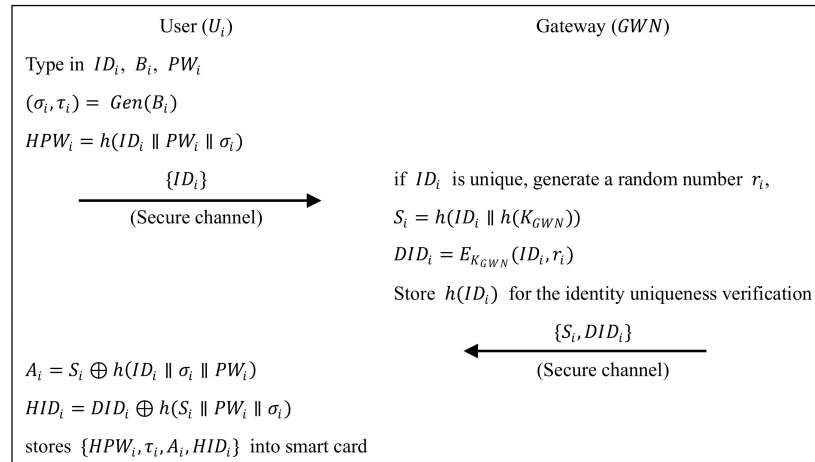 User (U_i)
Gateway (GWN)
Type in ID_i, B_i, PW_i
(σ_i, τ_i) = Gen(B_i)
HPW_i = h(ID_i ∥ PW_i ∥ σ_i)
{ID_i}
(Secure channel)
if ID_i is unique, generate a random number r_i,
S_i = h(ID_i ∥ h(K_GWN))
DID_i = E_{K_GWN}(ID_i, r_i)
Store h(ID_i) for the identity uniqueness verification
{S_i, DID_i}
(Secure channel)
A_i = S_i ⊕ h(ID_i ∥ σ_i ∥ PW_i)
HID_i = DID_i ⊕ h(S_i ∥ PW_i ∥ σ_i)
stores {HPW_i, τ_i, A_i, HID_i} into smart card